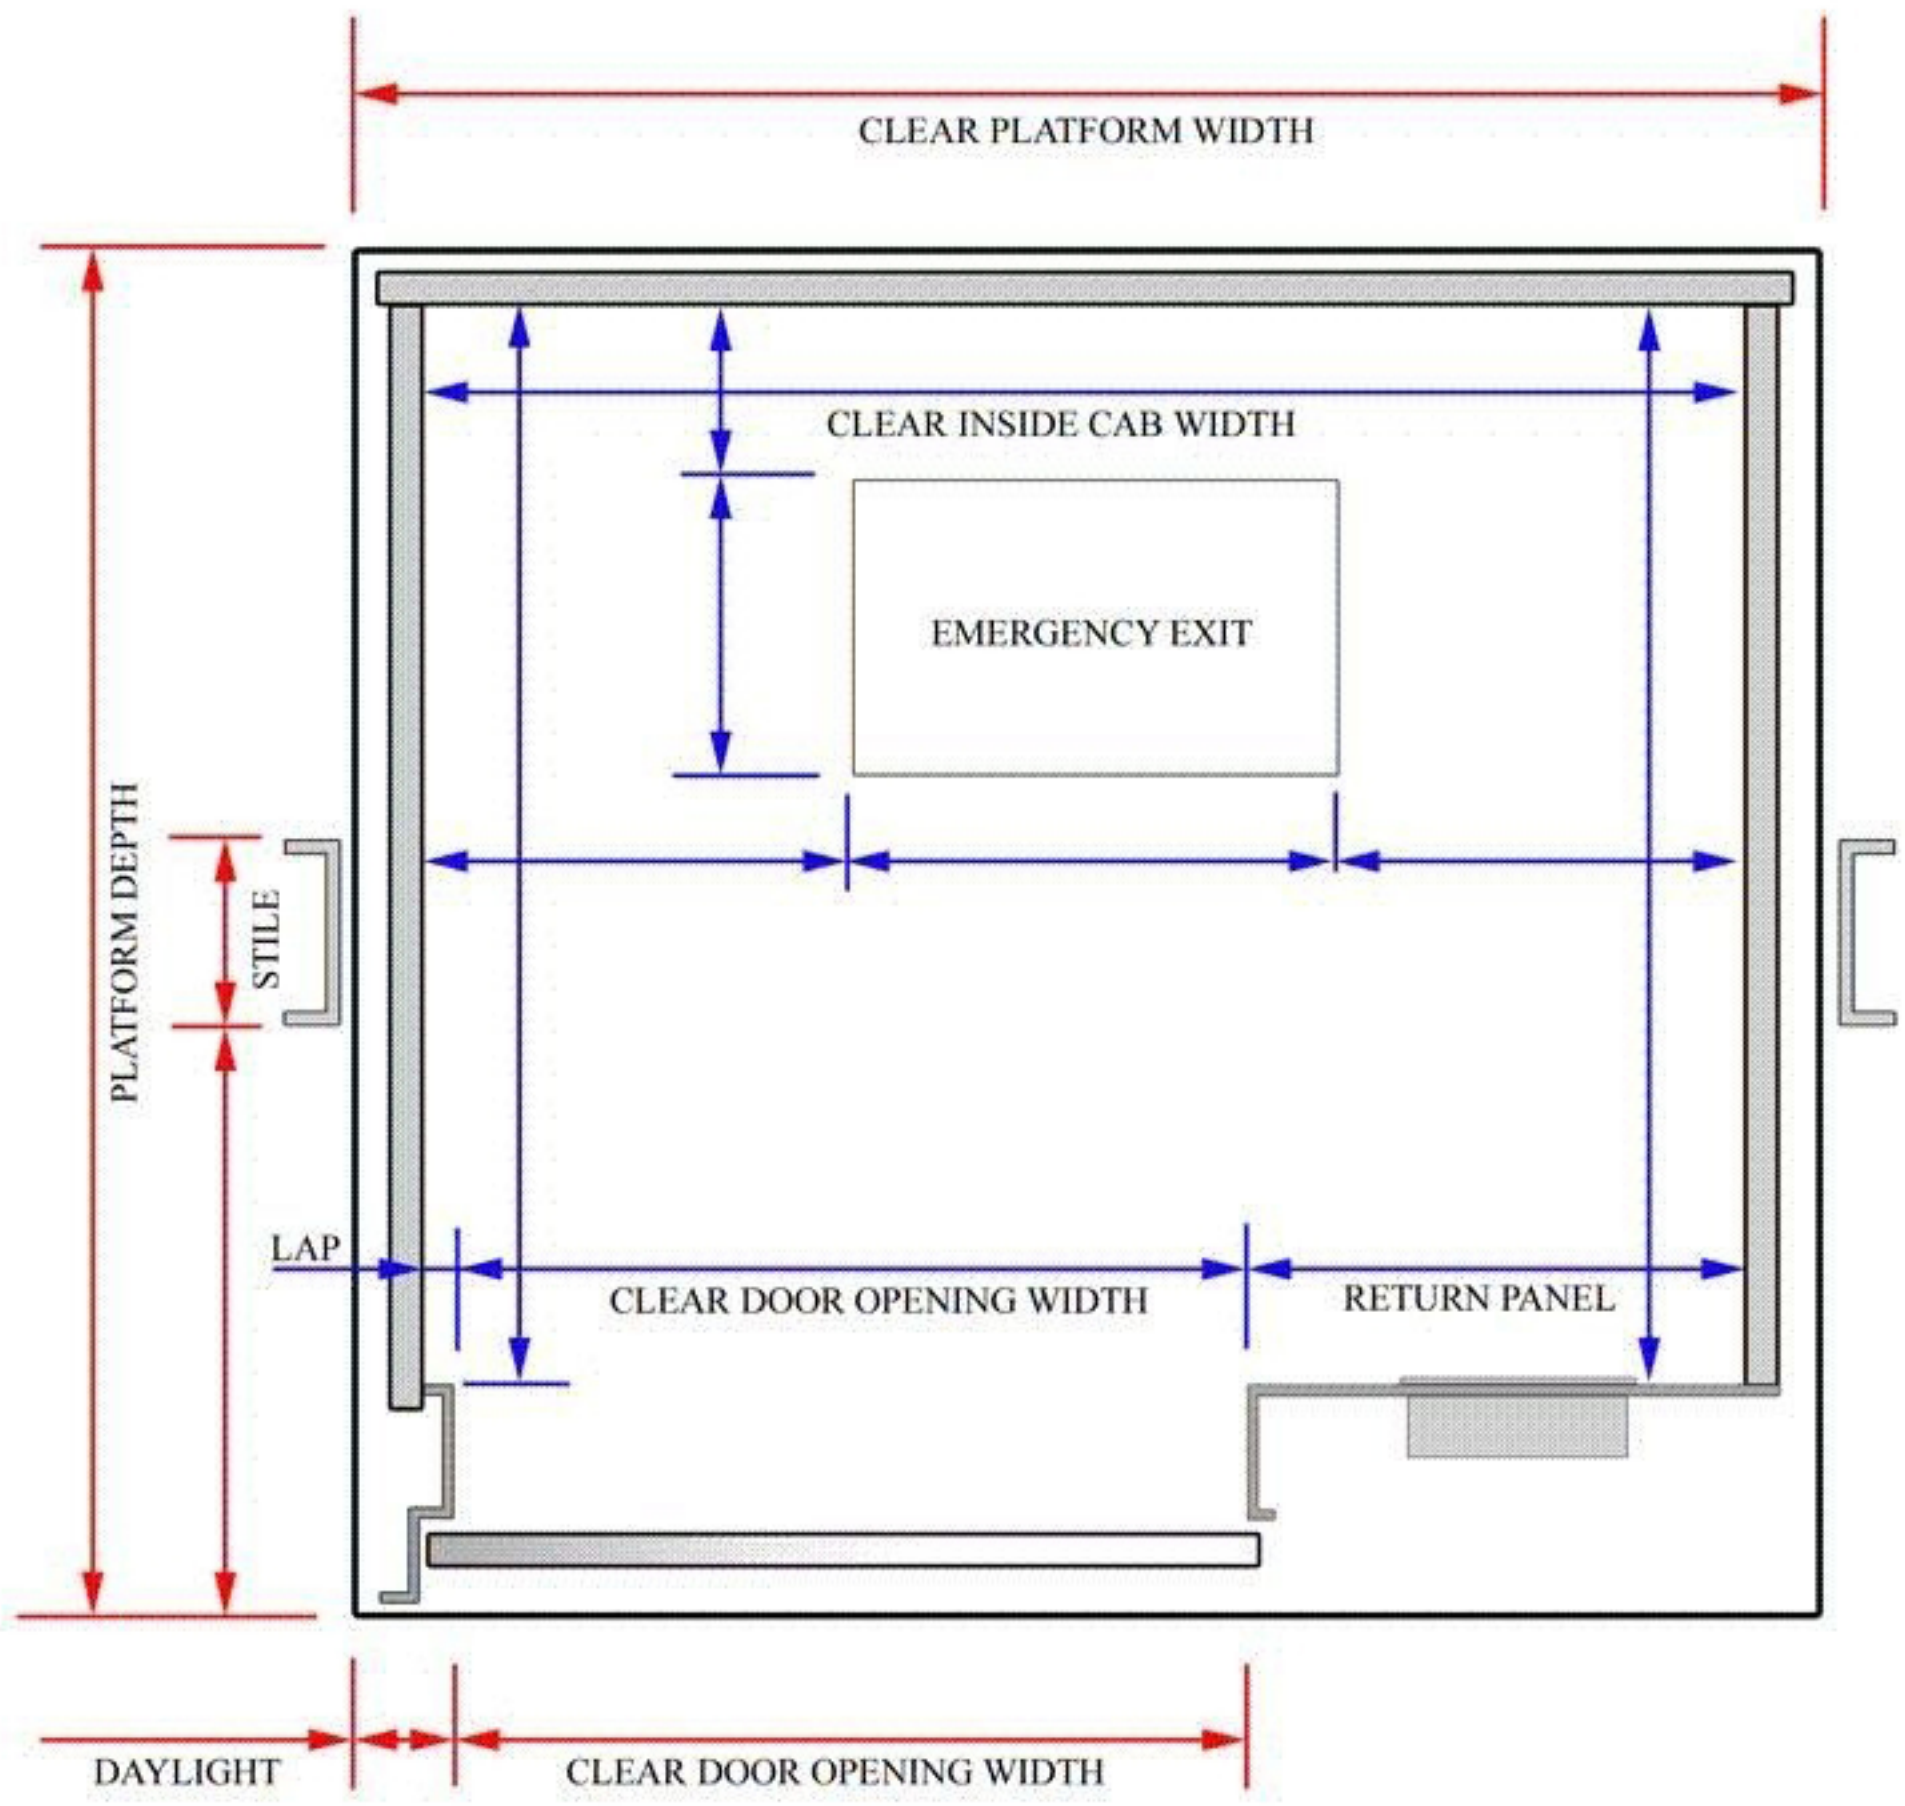 CLEAR PLATFORM WIDTH
CLEAR INSIDE CAB WIDTH
EMERGENCY EXIT
PLATFORM DEPTH
STILE
LAP
CLEAR DOOR OPENING WIDTH
RETURN PANEL
DAYLIGHT
CLEAR DOOR OPENING WIDTH